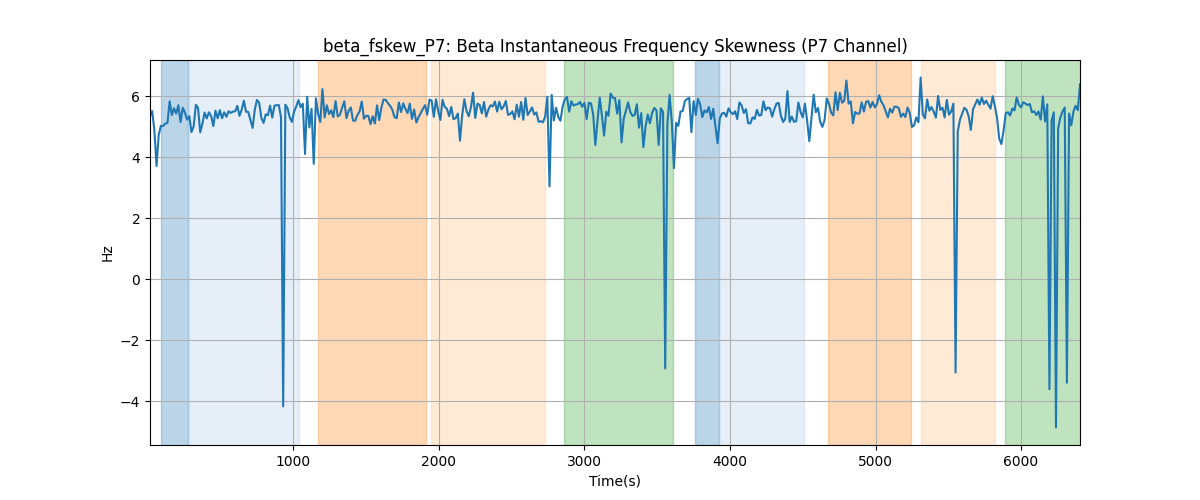 beta_fskew_P7: Beta Instantaneous Frequency Skewness (P7 Channel)
Hz
6
4
2
0
−2
−4
1000 2000 3000 4000 5000 6000
Time(s)